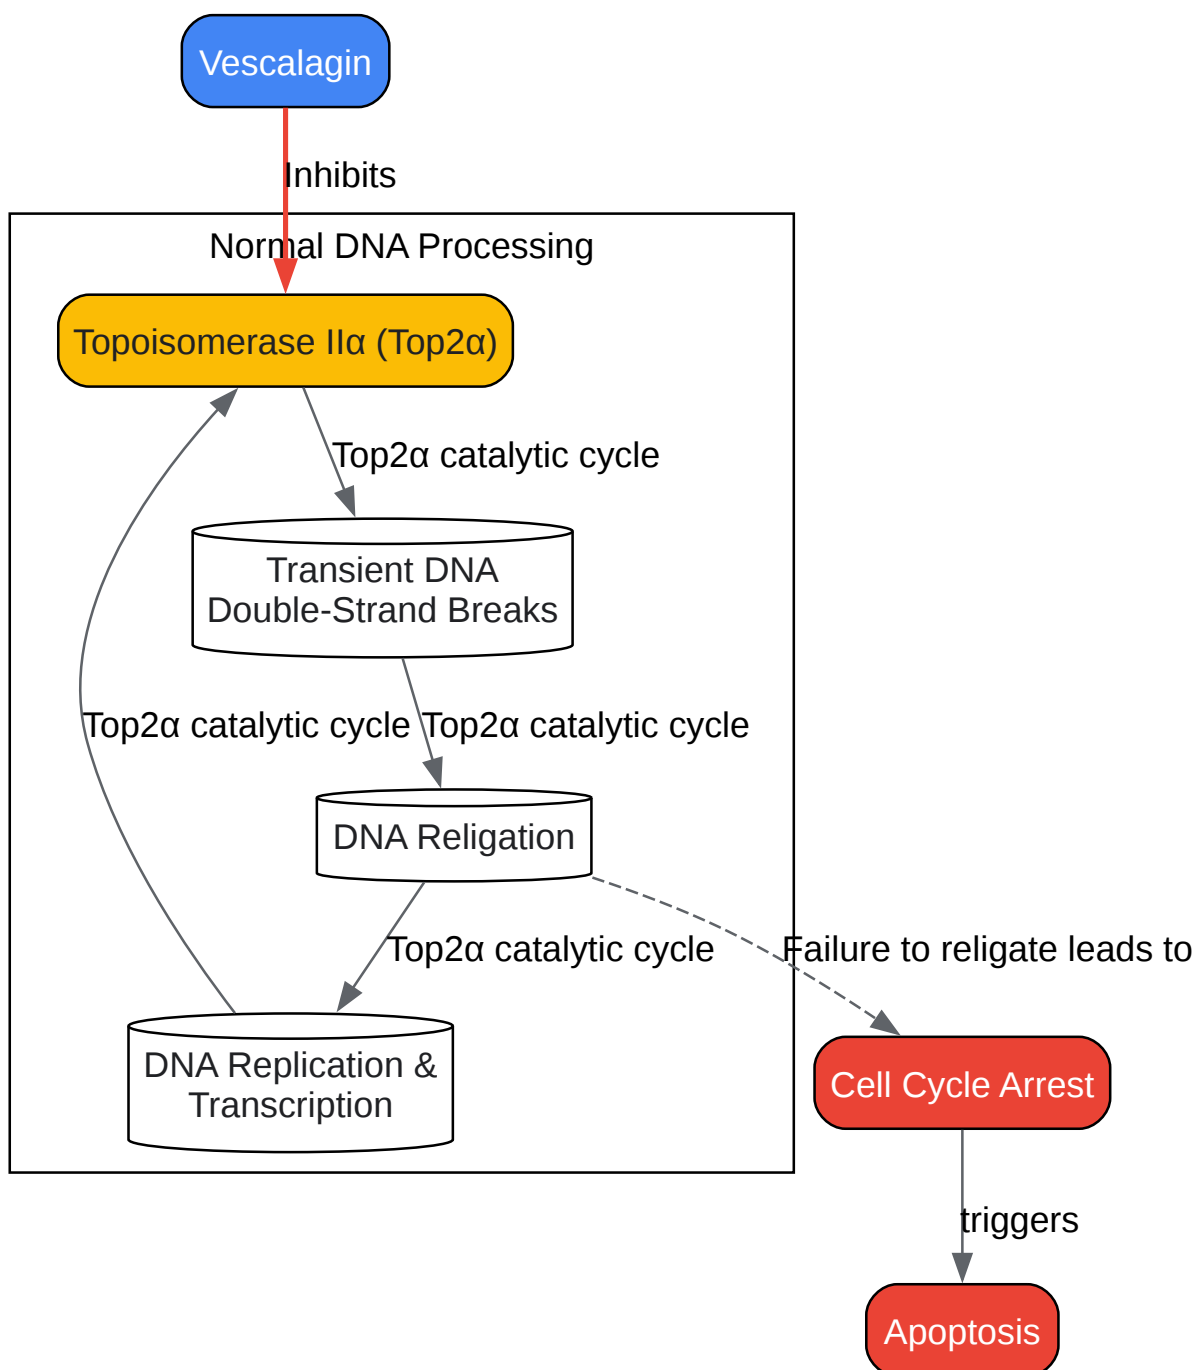 Vescalagin
Inhibits
Normal DNA Processing
Topoisomerase IIα (Top2α)
Top2α catalytic cycle
Transient DNA
Double-Strand Breaks
Top2α catalytic cycle
Top2α catalytic cycle
DNA Religation
Top2α catalytic cycle
Failure to religate leads to
DNA Replication &
Transcription
Cell Cycle Arrest
triggers
Apoptosis